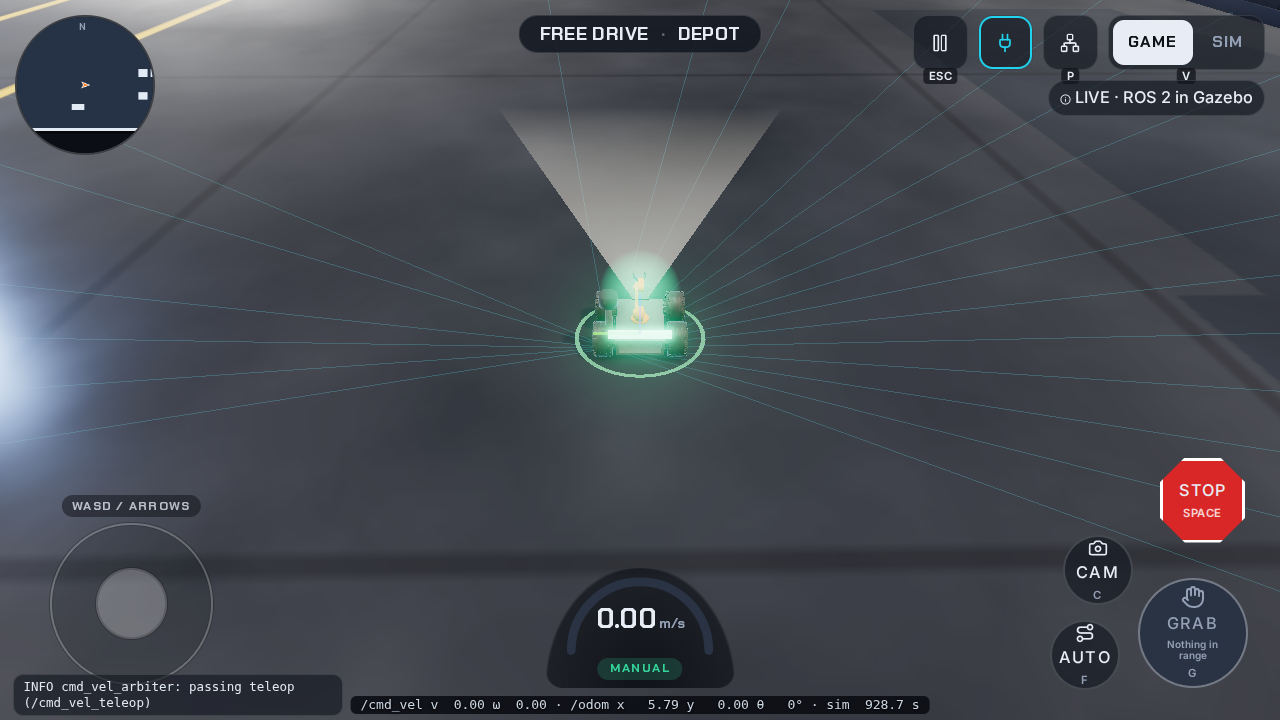 N
FREE DRIVE · DEPOT
ESC
P
GAME
SIM
V
LIVE · ROS 2 in Gazebo
WASD / ARROWS
STOP
SPACE
CAM
C
GRAB
Nothing in
range
G
AUTO
F
0.00 m/s
MANUAL
INFO cmd_vel_arbiter: passing teleop
(/cmd_vel_teleop)
/cmd_vel v 0.00 ω 0.00 · /odom x 5.79 y 0.00 θ 0° · sim 928.7 s